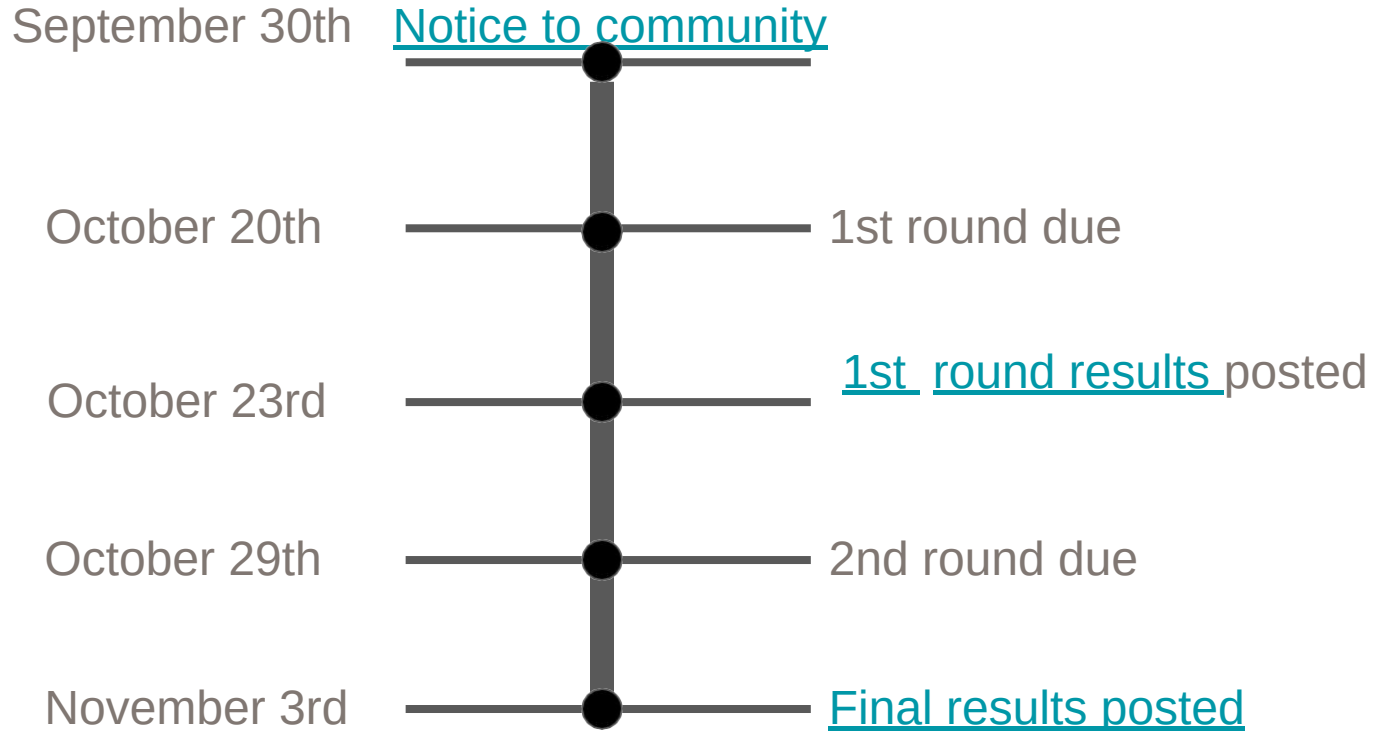 September 30th Notice to community
October 20th 1st round due
October 23rd 1st round results posted
October 29th 2nd round due
November 3rd Final results posted